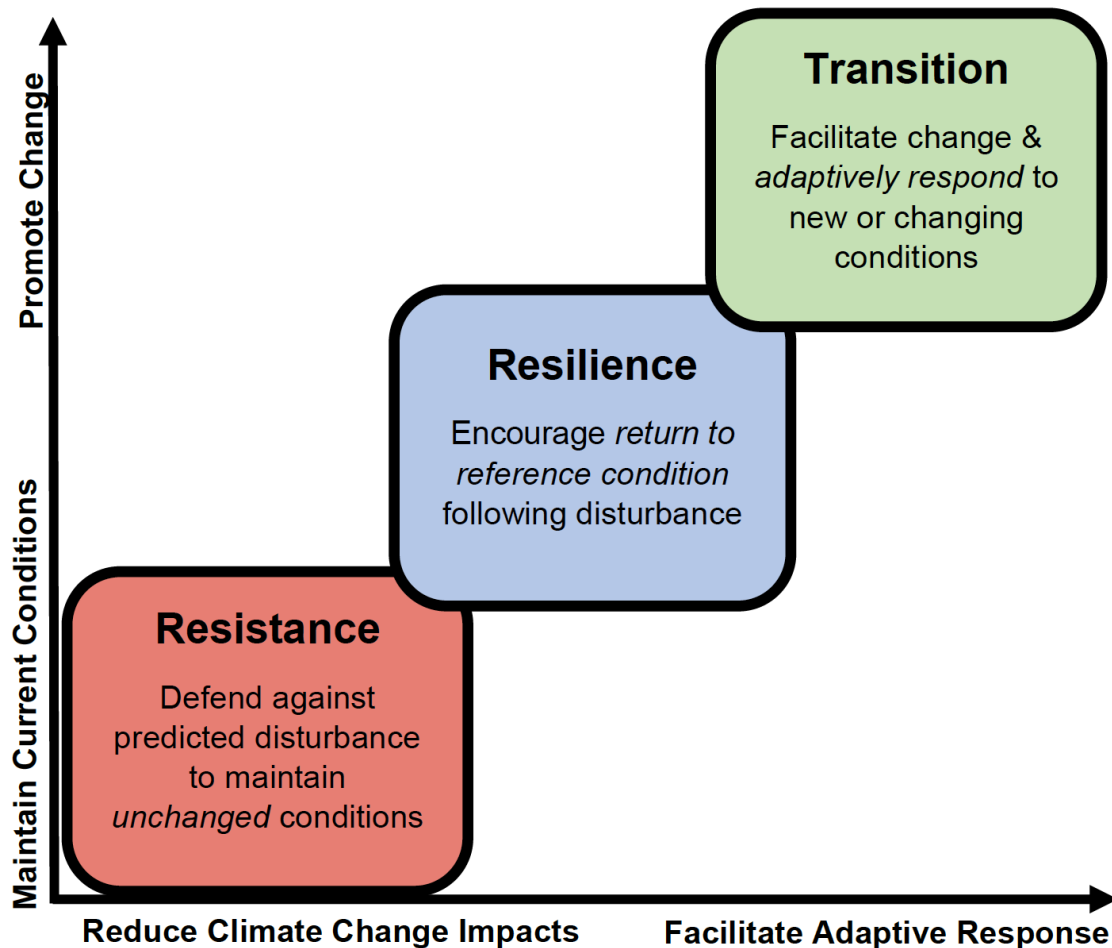 Promote Change
Maintain Current Conditions
Transition
Facilitate change &
adaptively respond to
new or changing
conditions
Resilience
Encourage return to
reference condition
following disturbance
Resistance
Defend against
predicted disturbance
to maintain
unchanged conditions
Reduce Climate Change Impacts
Facilitate Adaptive Response